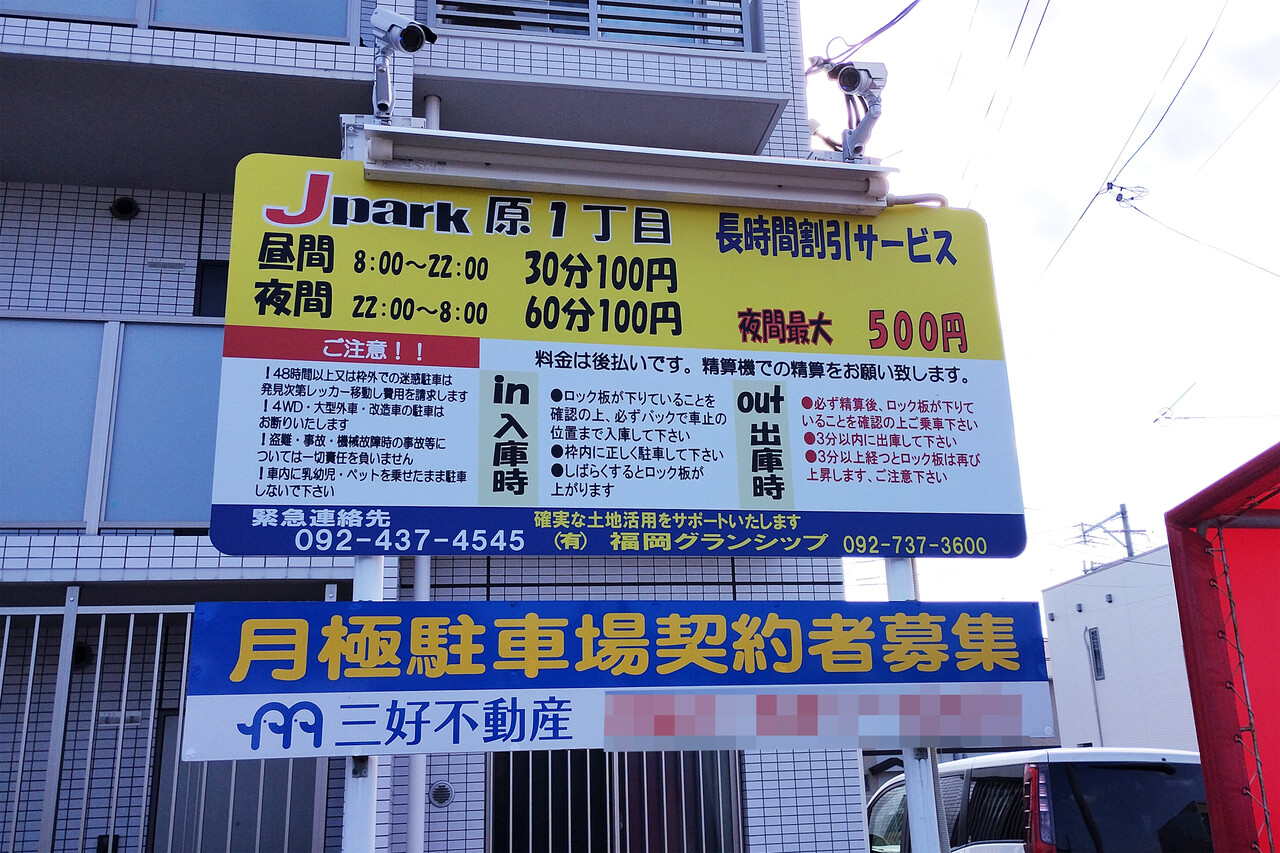 Jpark 原1丁目
長時間割引サービス
昼間 8:00～22:00 30分100円
夜間 22:00～8:00 60分100円
夜間最大 500円
ご注意！！
！48時間以上又は枠外での迷惑駐車は
発見次第レッカー移動し費用を請求します
！4WD・大型外車・改造車の駐車は
お断りいたします
！盗難・事故・機械故障時の事故等に
ついては一切責任を負いません
！車内に乳幼児・ペットを乗せたまま駐車
しないで下さい
料金は後払いです。精算機での精算をお願い致します。
in入庫時
●ロック板が下りていることを
確認の上、必ずバックで車止の
位置まで入庫して下さい
●枠内に正しく駐車して下さい
●しばらくするとロック板が
上がります
out出庫時
●必ず精算後、ロック板が下りて
いることを確認の上ご乗車下さい
●3分以内に出庫して下さい
●3分以上経つとロック板は再び
上昇します、ご注意下さい
緊急連絡先
092-437-4545
確実な土地活用をサポートいたします
（有） 福岡グランシップ 092-737-3600
月極駐車場契約者募集
三好不動産